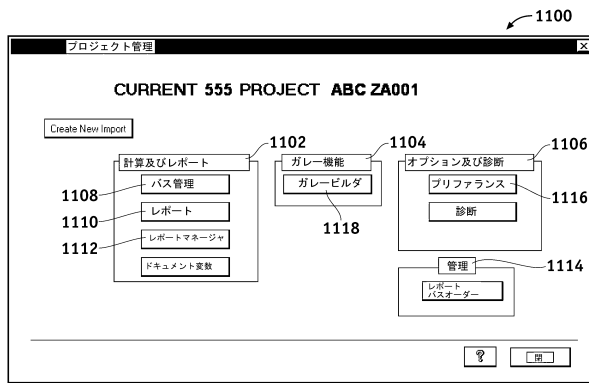 1100
プロジェクト管理
CURRENT 555 PROJECT ABC ZA001
Create New Import
1102
計算及びレポート
1108
バス管理
1110
レポート
1112
レポートマネージャ
ドキュメント変数
1104
ガレー機能
ガレービルダ
1118
1106
オプション及び診断
プリファランス
1116
診断
管理
1114
レポート
バスオーダー
?
閉